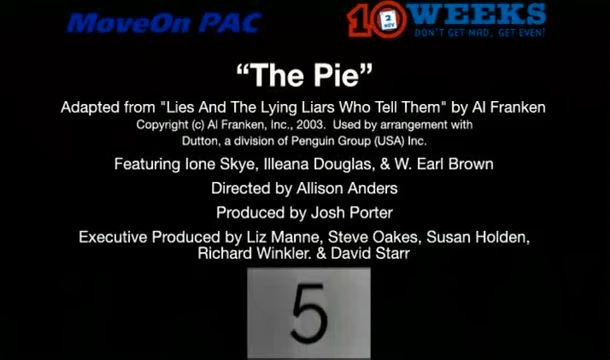 MoveOn PAC
10 WEEKS
2
NOV
DON'T GET MAD, GET EVEN!
“The Pie”
Adapted from "Lies And The Lying Liars Who Tell Them" by Al Franken
Copyright (c) Al Franken, Inc., 2003. Used by arrangement with
Dutton, a division of Penguin Group (USA) Inc.
Featuring Ione Skye, Illeana Douglas, & W. Earl Brown
Directed by Allison Anders
Produced by Josh Porter
Executive Produced by Liz Manne, Steve Oakes, Susan Holden,
Richard Winkler. & David Starr
5